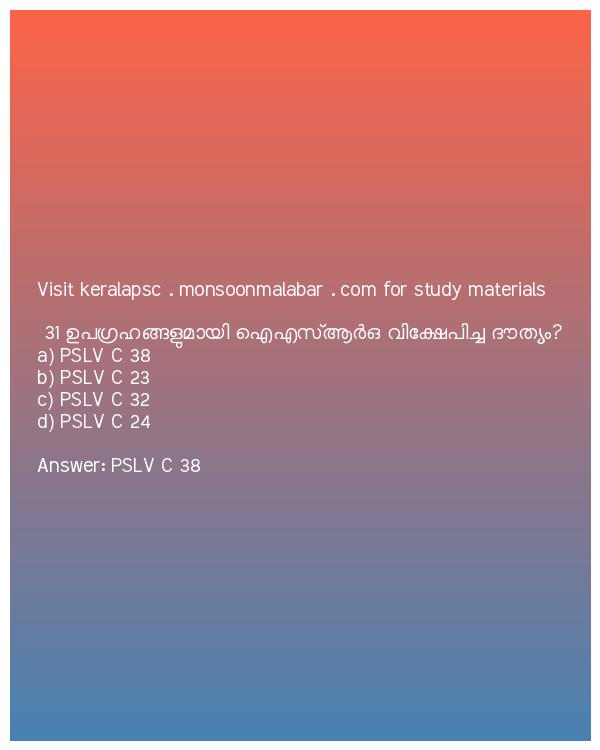 Visit keralapsc . monsoonmalabar . com for study materials
31 ഉപഗ്രഹങ്ങളുമായി ഐഎസ്ആർഒ വിക്ഷേപിച്ച ദൗത്യം?
a) PSLV C 38
b) PSLV C 23
c) PSLV C 32
d) PSLV C 24
Answer: PSLV C 38